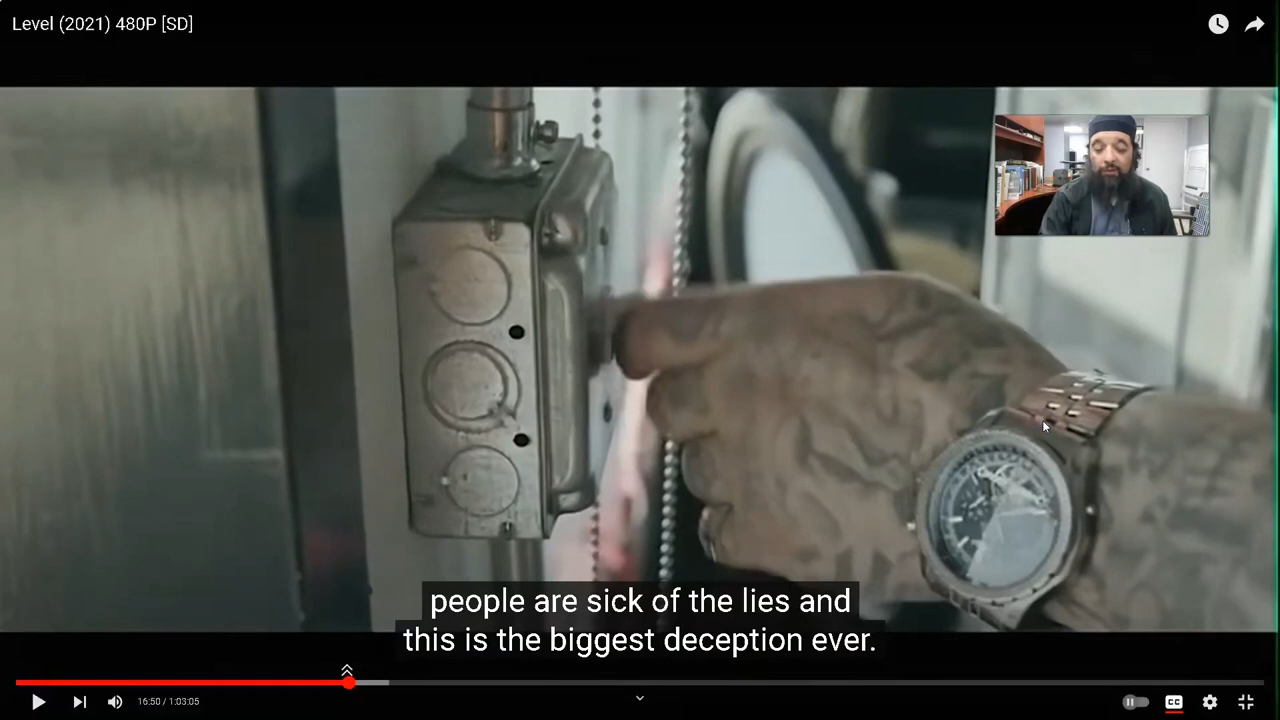 Level (2021) 480P [SD]
people are sick of the lies and
this is the biggest deception ever.
16:50 / 1:03:05
CC